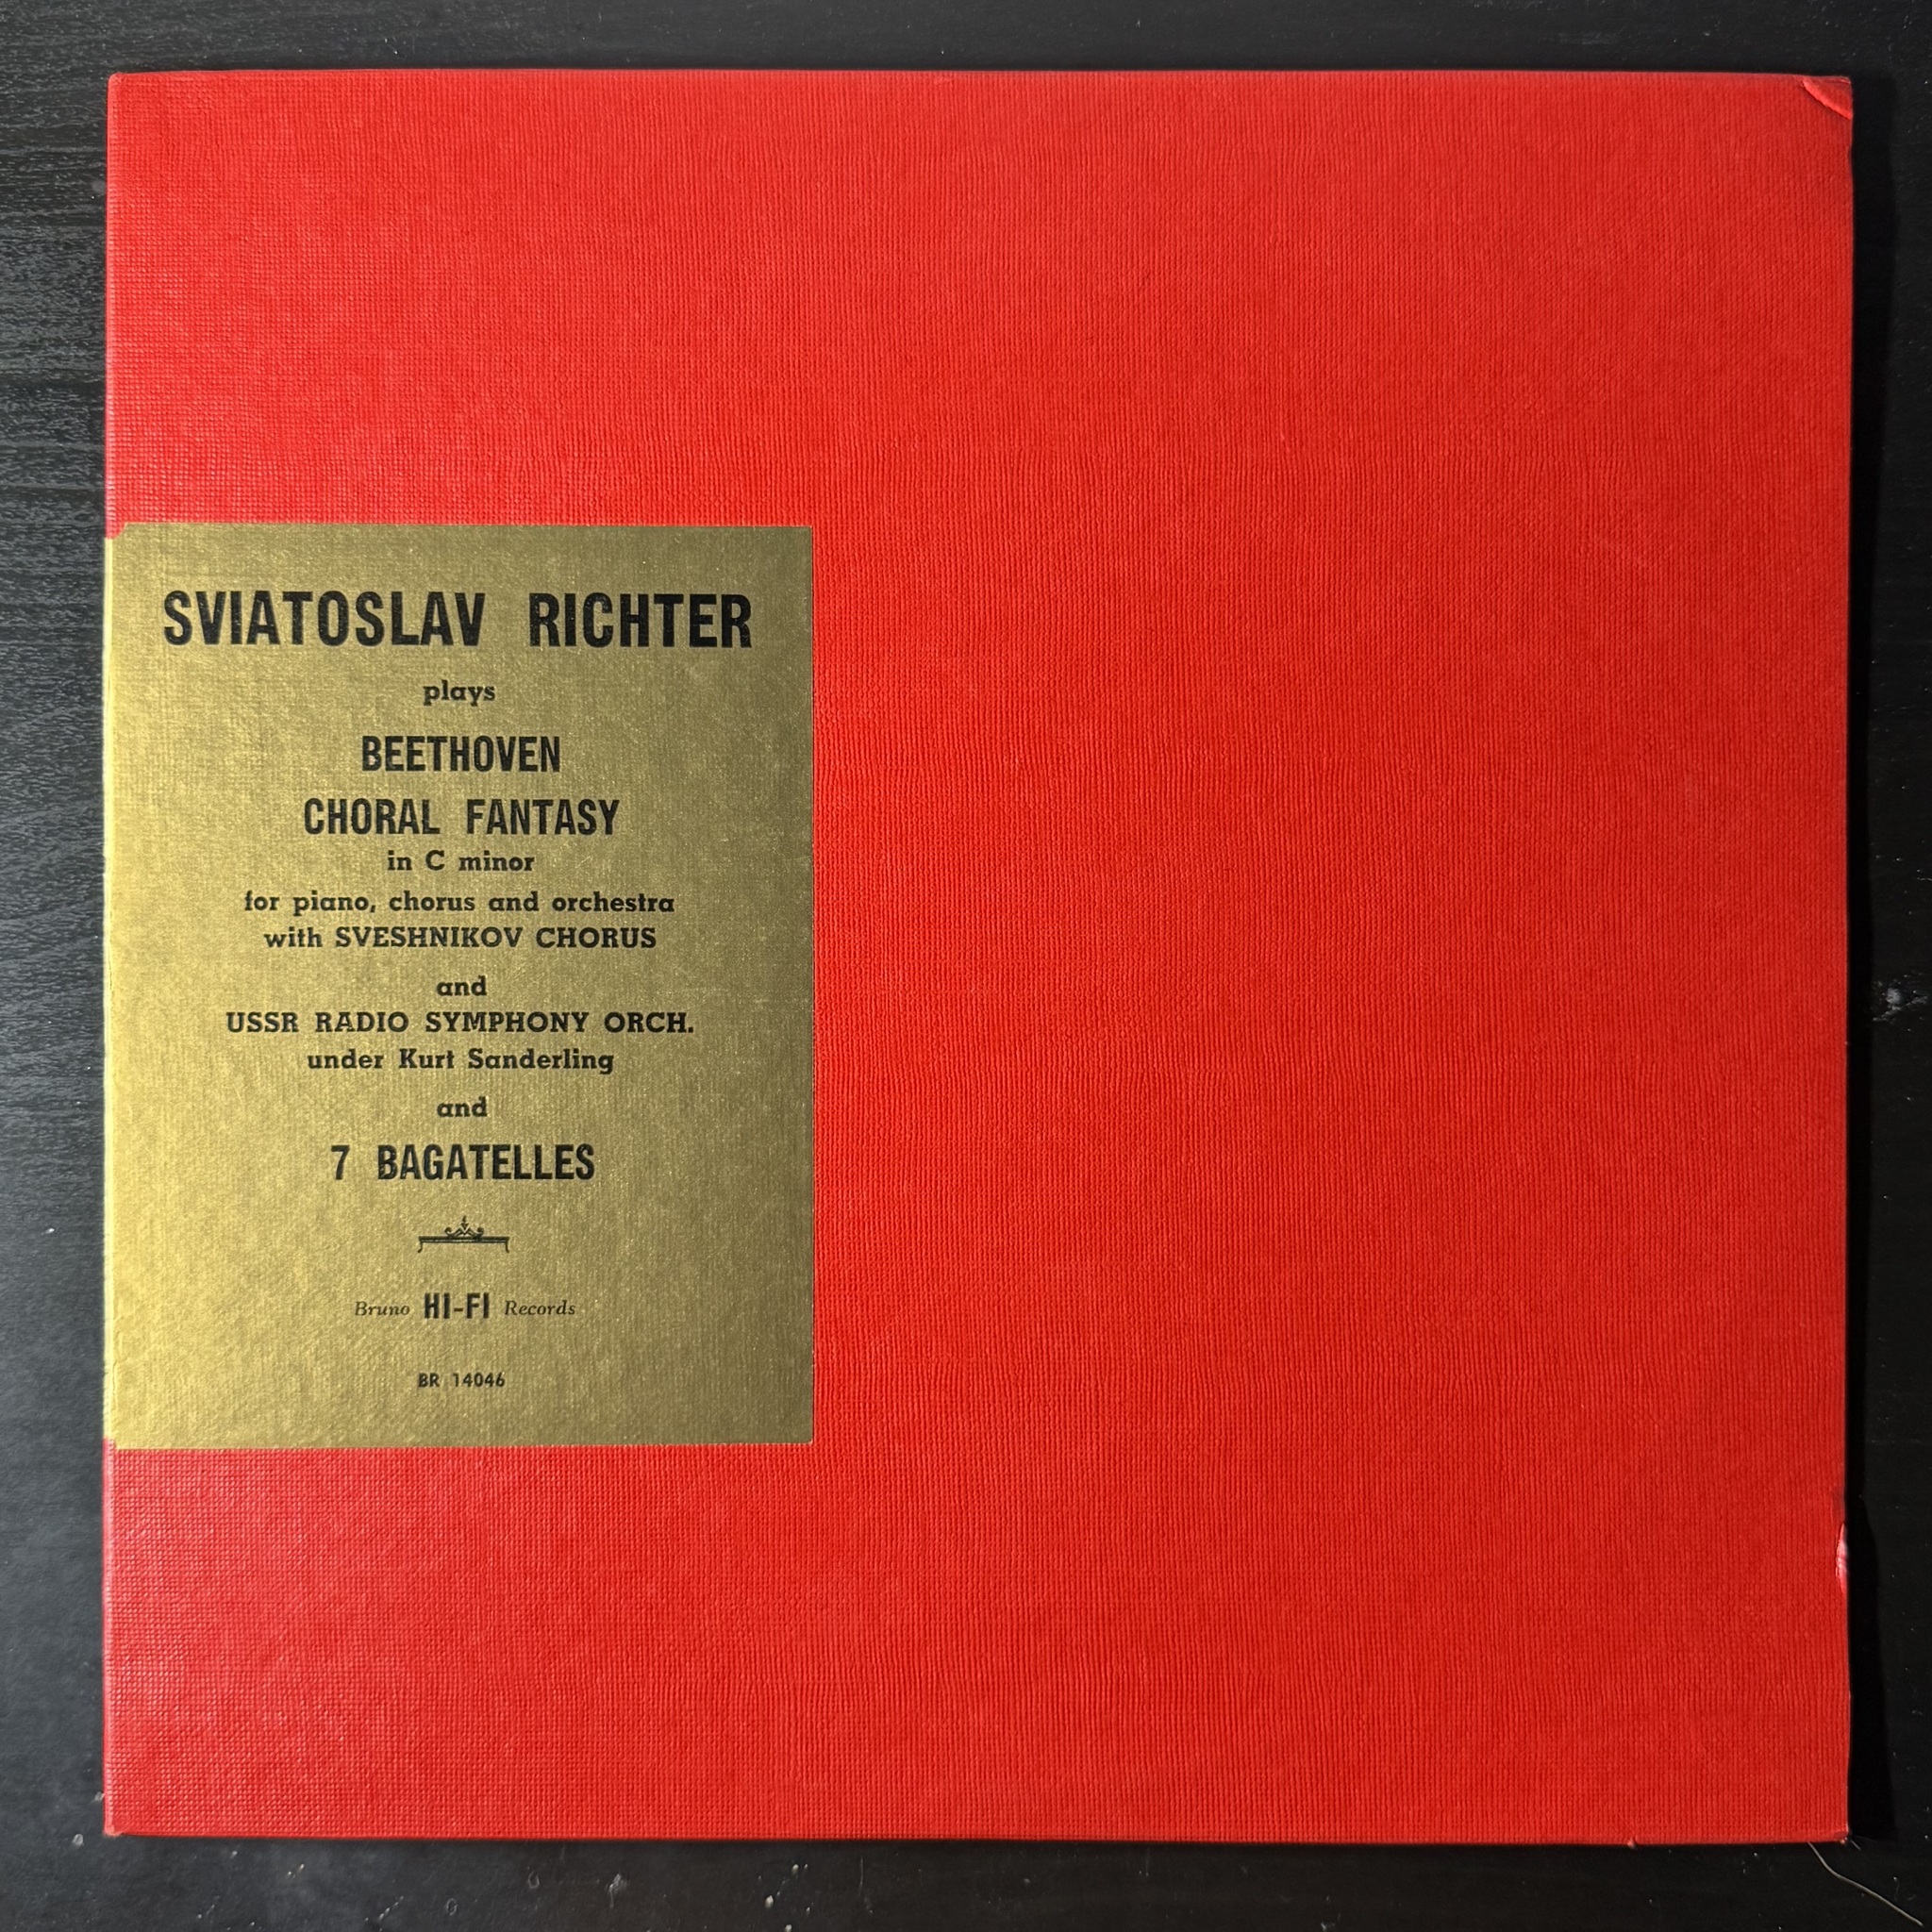 SVIATOSLAV RICHTER
plays
BEETHOVEN
CHORAL FANTASY
in C minor
for piano, chorus and orchestra
with SVESHNIKOV CHORUS
and
USSR RADIO SYMPHONY ORCH.
under Kurt Sanderling
and
7 BAGATELLES
Bruno HI-FI Records
BR 14046